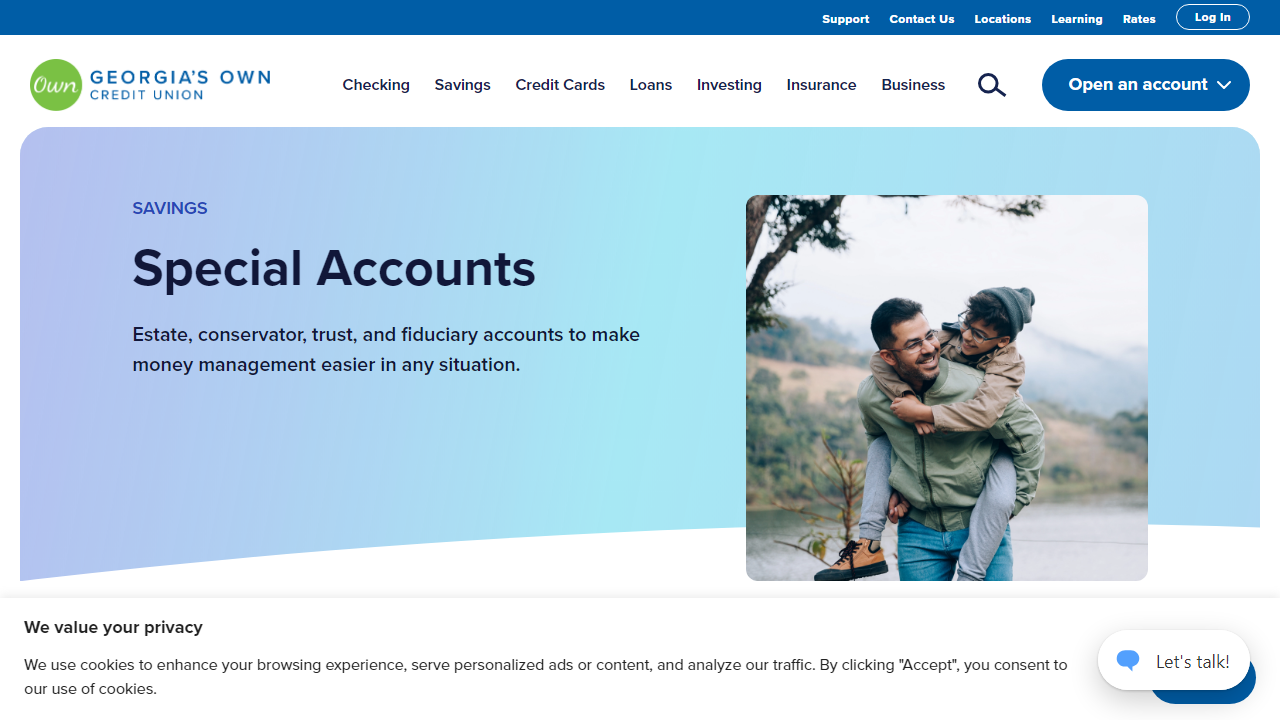 Support Contact Us Locations Learning Rates Log In
Own GEORGIA'S OWN
CREDIT UNION
Checking Savings Credit Cards Loans Investing Insurance Business Open an account
SAVINGS
Special Accounts
Estate, conservator, trust, and fiduciary accounts to make
money management easier in any situation.
We value your privacy
We use cookies to enhance your browsing experience, serve personalized ads or content, and analyze our traffic. By clicking "Accept", you consent to
our use of cookies.
Let's talk!